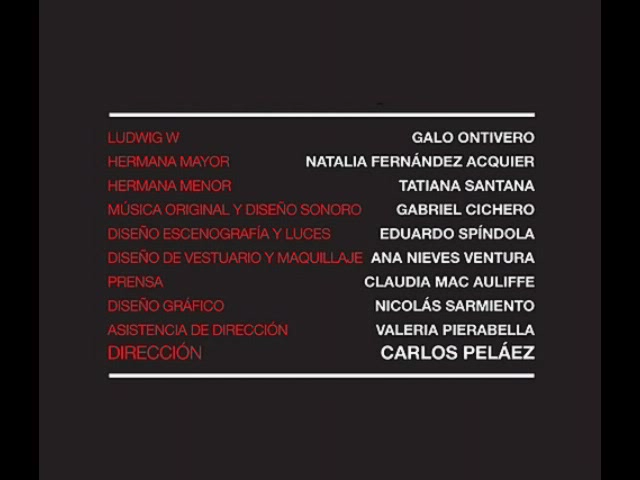 LUDWIG W GALO ONTIVERO
HERMANA MAYOR NATALIA FERNÁNDEZ ACQUIER
HERMANA MENOR TATIANA SANTANA
MÚSICA ORIGINAL Y DISEÑO SONORO GABRIEL CICHERO
DISEÑO ESCENOGRAFÍA Y LUCES EDUARDO SPÍNDOLA
DISEÑO DE VESTUARIO Y MAQUILLAJE ANA NIEVES VENTURA
PRENSA CLAUDIA MAC AULIFFE
DISEÑO GRÁFICO NICOLÁS SARMIENTO
ASISTENCIA DE DIRECCIÓN VALERIA PIERABELLA
DIRECCIÓN CARLOS PELÁEZ